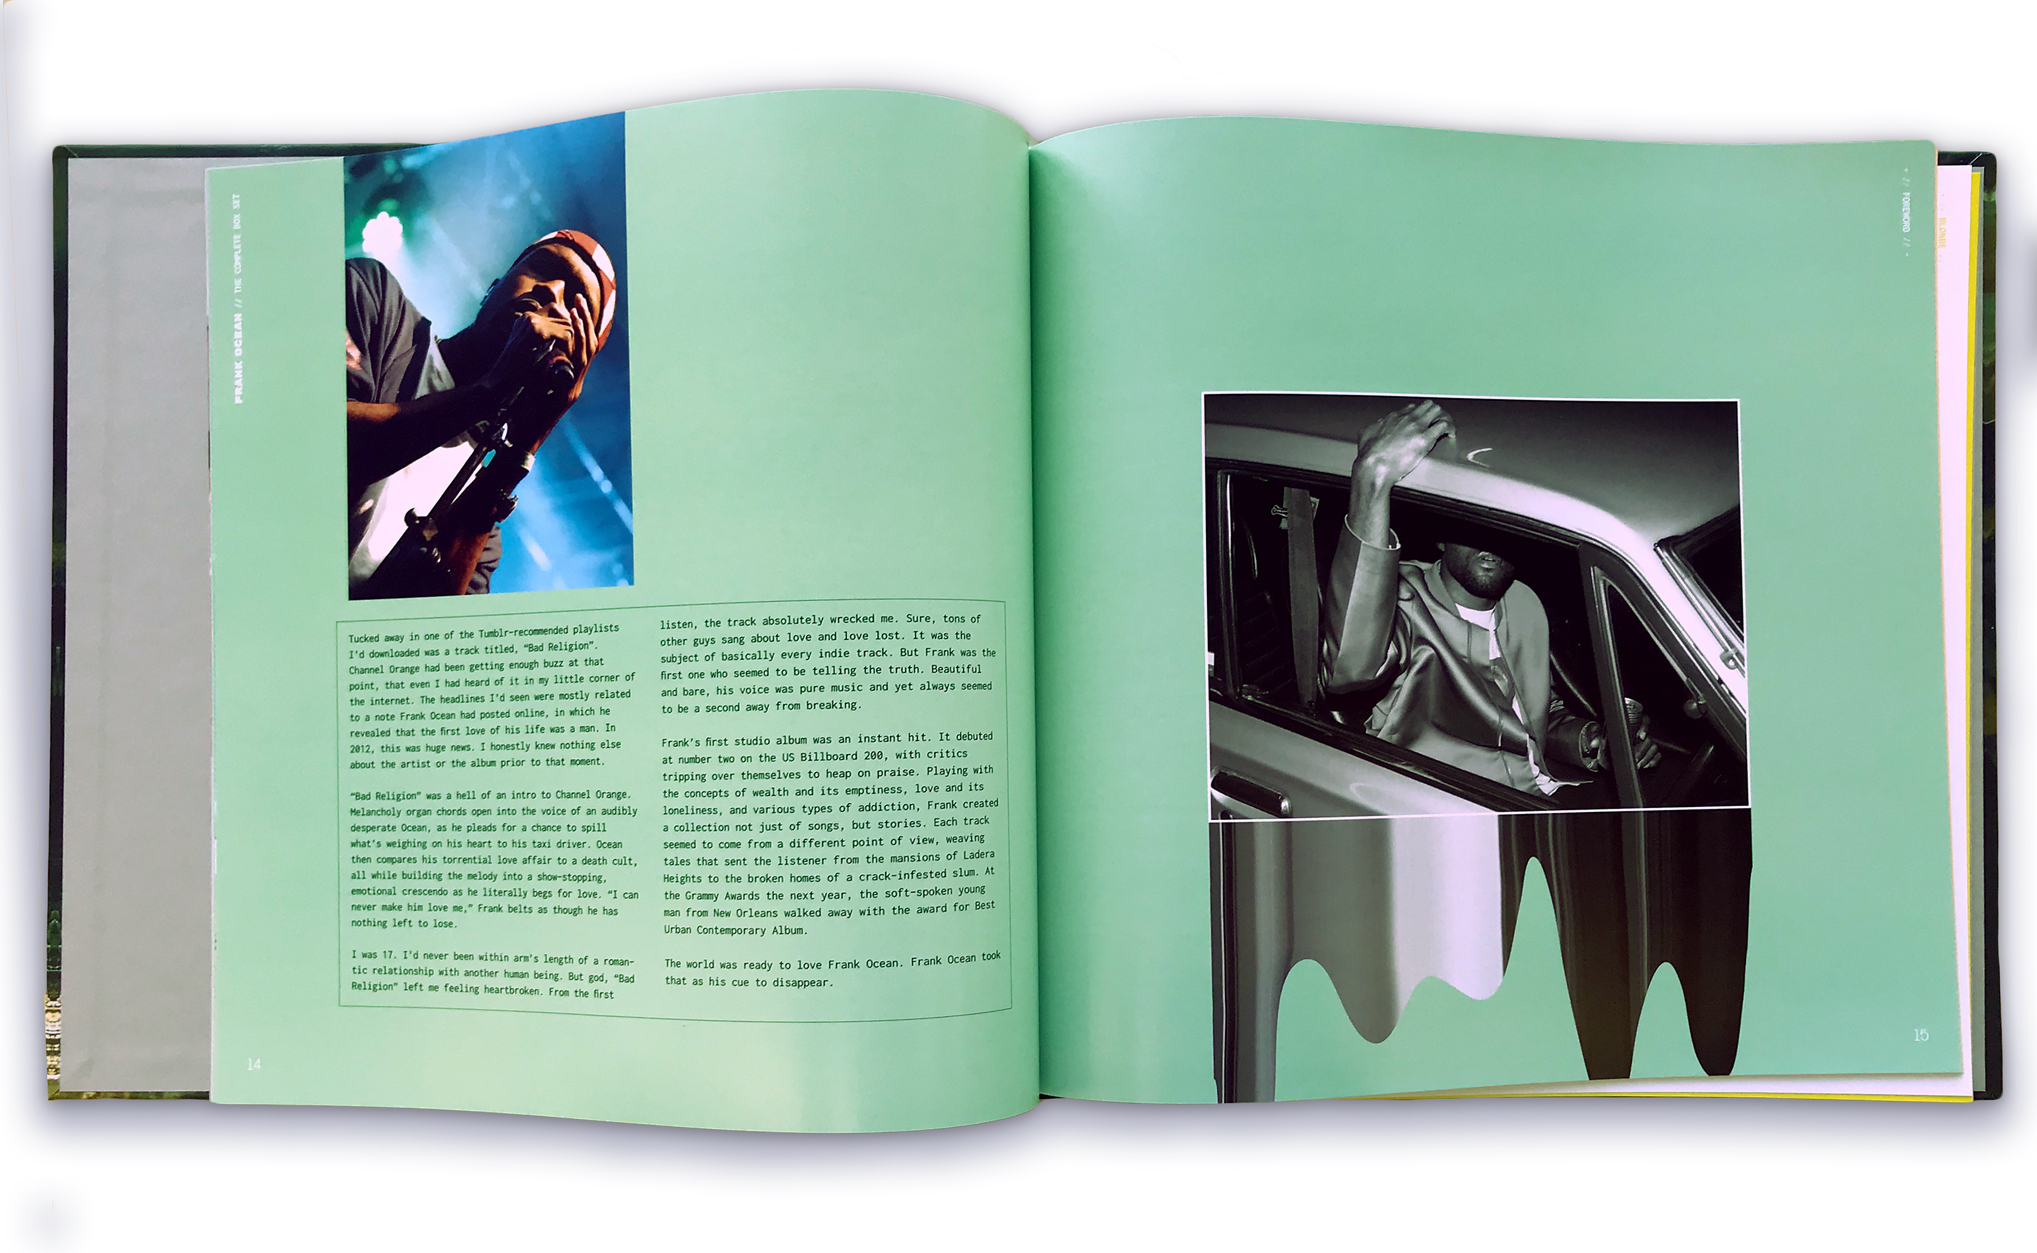 FRANK OCEAN // THE COMPLETE BOX SET
Tucked away in one of the Tumblr-recommended playlists
I'd downloaded was a track titled, “Bad Religion”.
Channel Orange had been getting enough buzz at that
point, that even I had heard of it in my little corner of
the internet. The headlines I'd seen were mostly related
to a note Frank Ocean had posted online, in which he
revealed that the first love of his life was a man. In
2012, this was huge news. I honestly knew nothing else
about the artist or the album prior to that moment.
“Bad Religion” was a hell of an intro to Channel Orange.
Melancholy organ chords open into the voice of an audibly
desperate Ocean, as he pleads for a chance to spill
what's weighing on his heart to his taxi driver. Ocean
then compares his torrential love affair to a death cult,
all while building the melody into a show-stopping,
emotional crescendo as he literally begs for love. “I can
never make him love me,” Frank belts as though he has
nothing left to lose.
I was 17. I'd never been within arm's length of a roman-
tic relationship with another human being. But god, “Bad
Religion” left me feeling heartbroken. From the first
listen, the track absolutely wrecked me. Sure, tons of
other guys sang about love and love lost. It was the
subject of basically every indie track. But Frank was the
first one who seemed to be telling the truth. Beautiful
and bare, his voice was pure music and yet always seemed
to be a second away from breaking.
Frank's first studio album was an instant hit. It debuted
at number two on the US Billboard 200, with critics
tripping over themselves to heap on praise. Playing with
the concepts of wealth and its emptiness, love and its
loneliness, and various types of addiction, Frank created
a collection not just of songs, but stories. Each track
seemed to come from a different point of view, weaving
tales that sent the listener from the mansions of Ladera
Heights to the broken homes of a crack-infested slum. At
the Grammy Awards the next year, the soft-spoken young
man from New Orleans walked away with the award for Best
Urban Contemporary Album.
The world was ready to love Frank Ocean. Frank Ocean took
that as his cue to disappear.
14
+ // FOREWORD // -
BLONDE
15